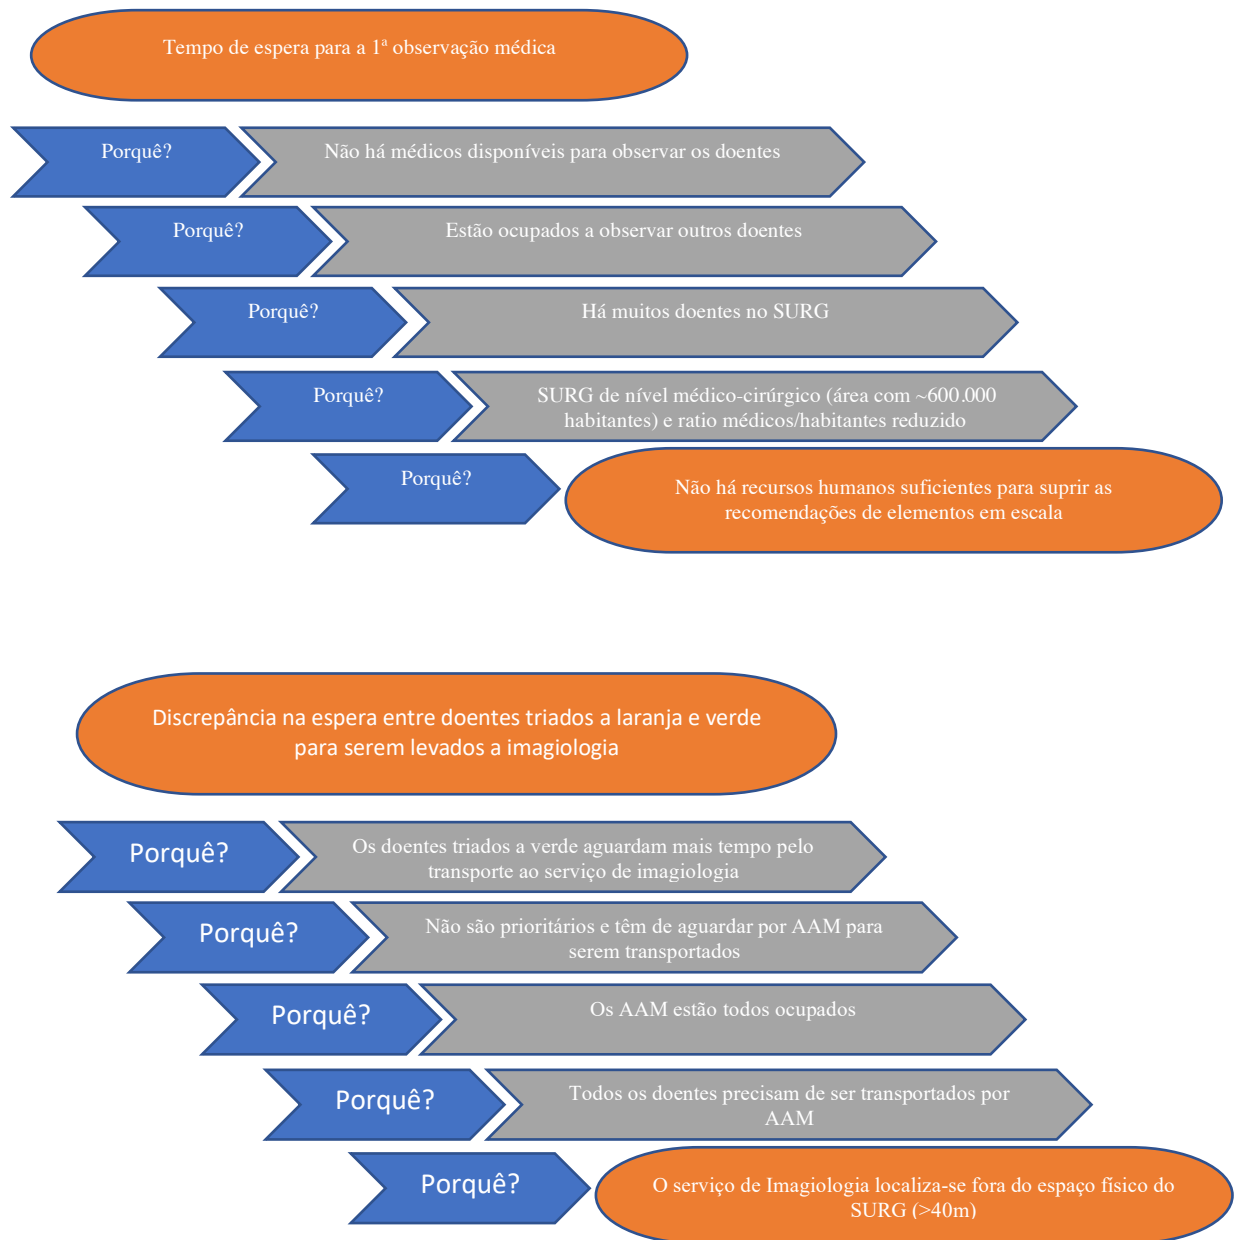 Tempo de espera para a 1ª observação médica
Porquê?
Não há médicos disponíveis para observar os doentes
Porquê?
Estão ocupados a observar outros doentes
Porquê?
Há muitos doentes no SURG
Porquê?
SURG de nível médico-cirúrgico (área com ~600.000
habitantes) e ratio médicos/habitantes reduzido
Porquê?
Não há recursos humanos suficientes para suprir as
recomendações de elementos em escala
Discrepância na espera entre doentes triados a laranja e verde
para serem levados a imagiologia
Porquê?
Os doentes triados a verde aguardam mais tempo pelo
transporte ao serviço de imagiologia
Porquê?
Não são prioritários e têm de aguardar por AAM para
serem transportados
Porquê?
Os AAM estão todos ocupados
Porquê?
Todos os doentes precisam de ser transportados por
AAM
Porquê?
O serviço de Imagiologia localiza-se fora do espaço físico do
SURG (>40m)